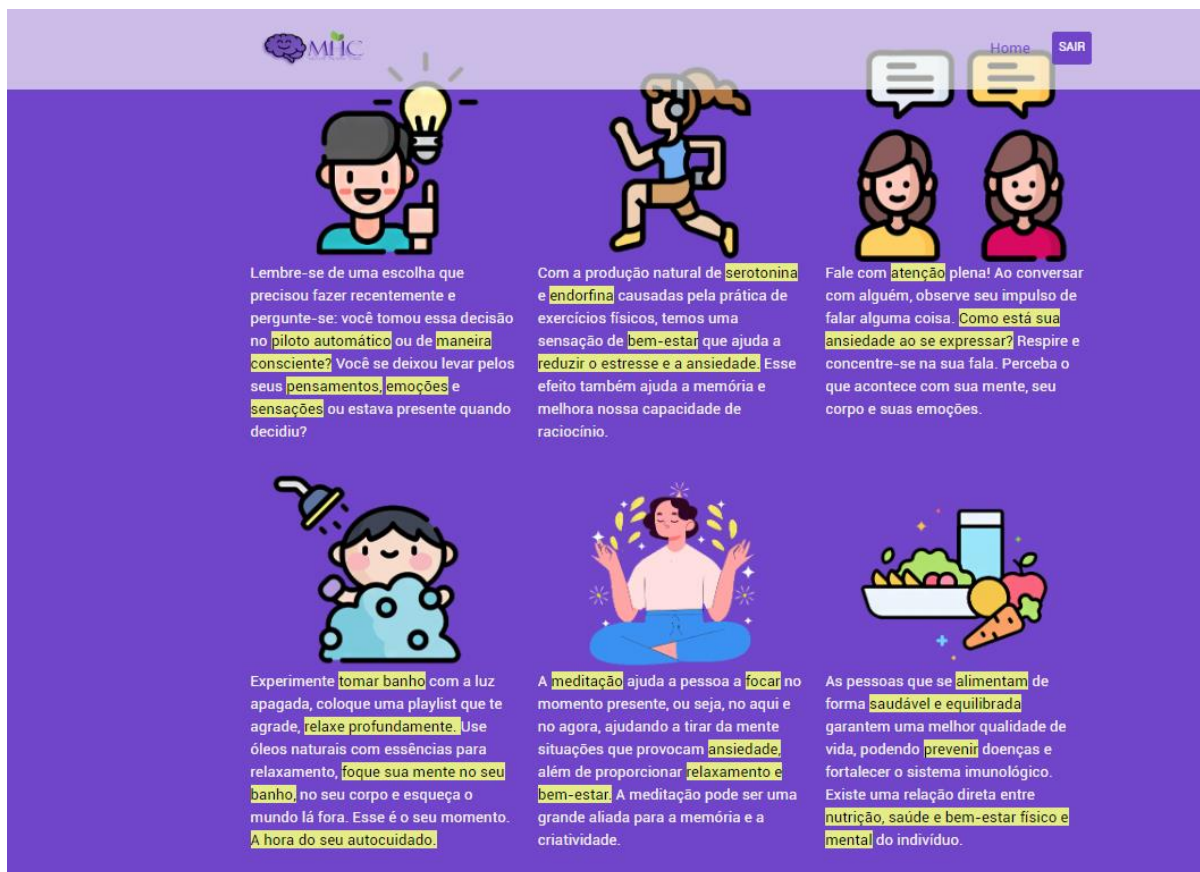 MHC
Home
SAIR
Lembre-se de uma escolha que
precisou fazer recentemente e
pergunte-se: você tomou essa decisão
no piloto automático ou de maneira
consciente? Você se deixou levar pelos
seus pensamentos, emoções e
sensações ou estava presente quando
decidiu?
Com a produção natural de serotonina
e endorfina causadas pela prática de
exercícios físicos, temos uma
sensação de bem-estar que ajuda a
reduzir o estresse e a ansiedade. Esse
efeito também ajuda a memória e
melhora nossa capacidade de
raciocínio.
Fale com atenção plena! Ao conversar
com alguém, observe seu impulso de
falar alguma coisa. Como está sua
ansiedade ao se expressar? Respire e
concentre-se na sua fala. Perceba o
que acontece com sua mente, seu
corpo e suas emoções.
Experimente tomar banho com a luz
apagada, coloque uma playlist que te
agrade, relaxe profundamente. Use
óleos naturais com essências para
relaxamento, foque sua mente no seu
banho, no seu corpo e esqueça o
mundo lá fora. Esse é o seu momento.
A hora do seu autocuidado.
A meditação ajuda a pessoa a focar no
momento presente, ou seja, no aqui e
no agora, ajudando a tirar da mente
situações que provocam ansiedade,
além de proporcionar relaxamento e
bem-estar. A meditação pode ser uma
grande aliada para a memória e a
criatividade.
As pessoas que se alimentam de
forma saudável e equilibrada
garantem uma melhor qualidade de
vida, podendo prevenir doenças e
fortalecer o sistema imunológico.
Existe uma relação direta entre
nutrição, saúde e bem-estar físico e
mental do indivíduo.